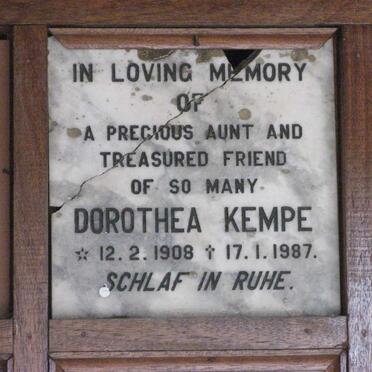 IN LOVING MEMORY
OF
A PRECIOUS AUNT AND
TREASURED FRIEND
OF SO MANY
DOROTHEA KEMPE
☆ 12. 2. 1908 † 17. 1. 1987.
SCHLAF IN RUHE.